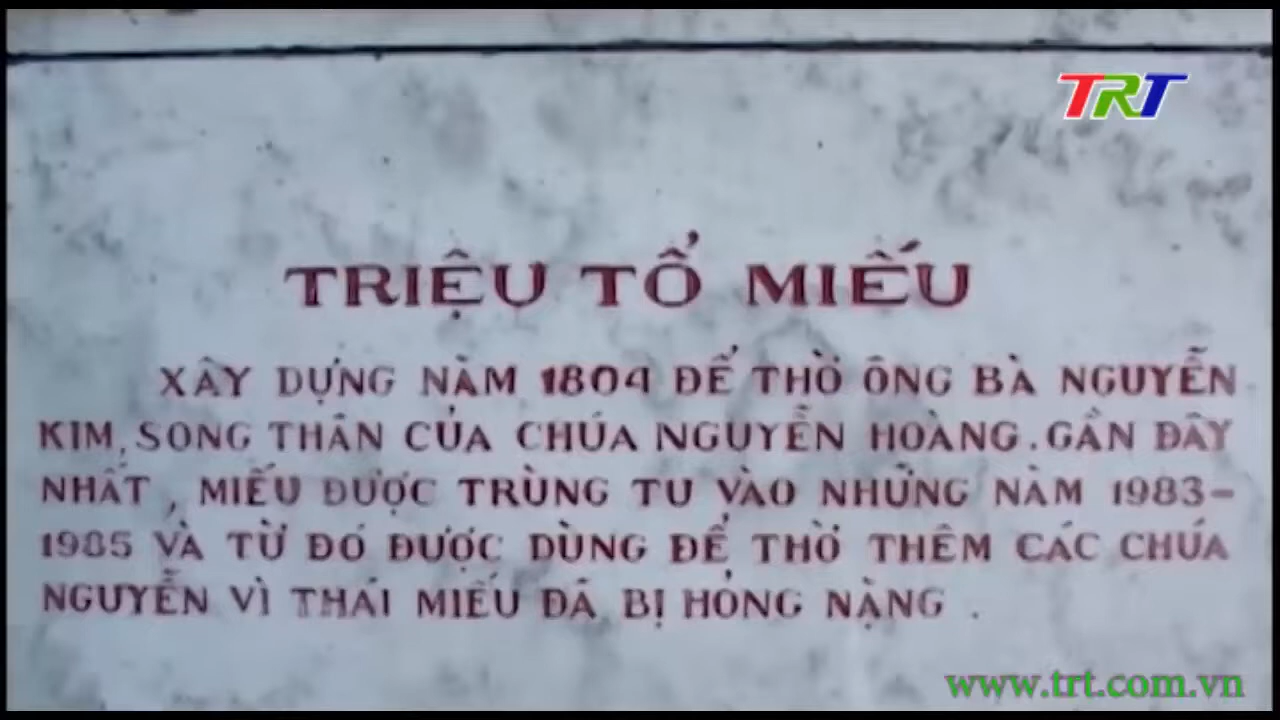 TRT
TRIỆU TỔ MIẾU
XÂY DỰNG NĂM 1804 ĐỂ THỜ ÔNG BÀ NGUYỄN
KIM, SONG THÂN CỦA CHÚA NGUYỄN HOÀNG. GẦN ĐÂY
NHẤT, MIẾU ĐƯỢC TRÙNG TU VÀO NHỮNG NĂM 1983-
1985 VÀ TỪ ĐÓ ĐƯỢC DÙNG ĐỂ THỜ THÊM CÁC CHÚA
NGUYỄN VÌ THÁI MIẾU ĐÃ BỊ HỎNG NẶNG.
www.trt.com.vn